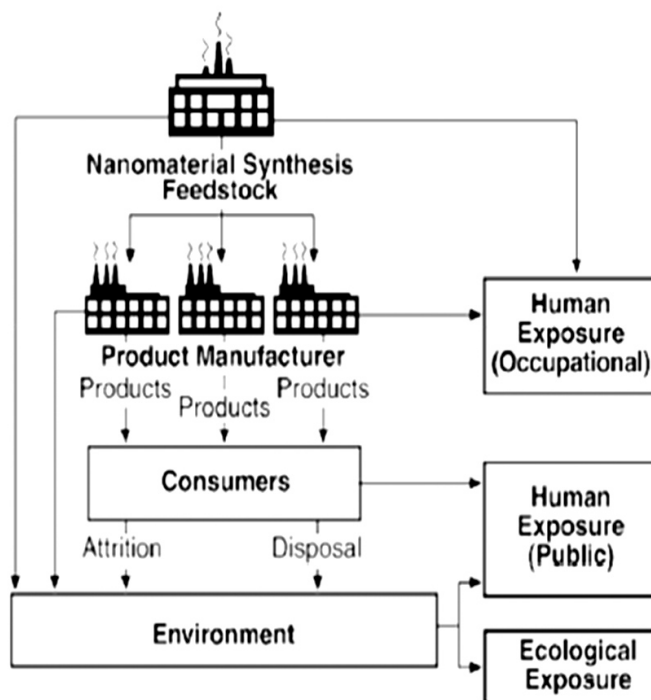 Nanomaterial Synthesis
Feedstock
Product Manufacturer
Products
Products
Products
Human
Exposure
(Occupational)
Consumers
Human
Exposure
(Public)
Attrition
Disposal
Environment
Ecological
Exposure